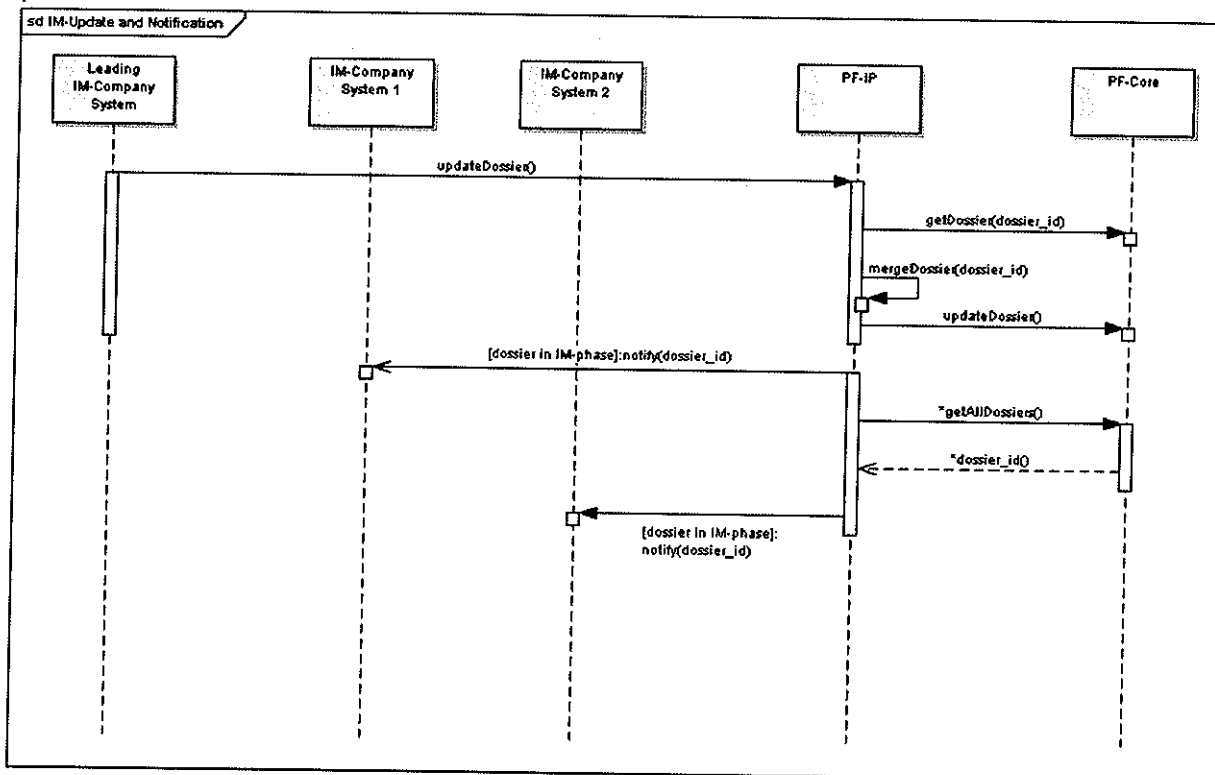 sd IM-Update and Notification
Leading
IM-Company
System
IM-Company
System 1
IM-Company
System 2
PF-IP
PF-Core
updateDossier()
getDossier(dossier_id)
mergeDossier(dossier_id)
updateDossier()
[dossier in IM-phase]:notify(dossier_id)
*getAllDossiers()
*dossier_id()
[dossier in IM-phase]:
notify(dossier_id)